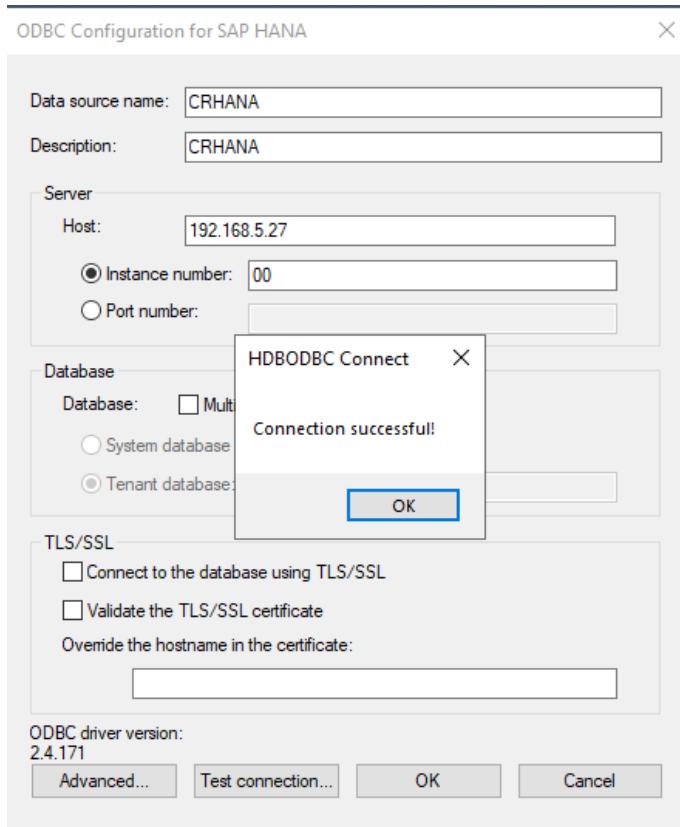 ODBC Configuration for SAP HANA
Data source name: CRHANA
Description: CRHANA
Server
Host: 192.168.5.27
Instance number: 00
Port number:
HDBODBC Connect
Connection successful!
OK
Database
Database: Multi
System database
Tenant database:
TLS/SSL
Connect to the database using TLS/SSL
Validate the TLS/SSL certificate
Override the hostname in the certificate:
ODBC driver version:
2.4.171
Advanced... Test connection... OK Cancel